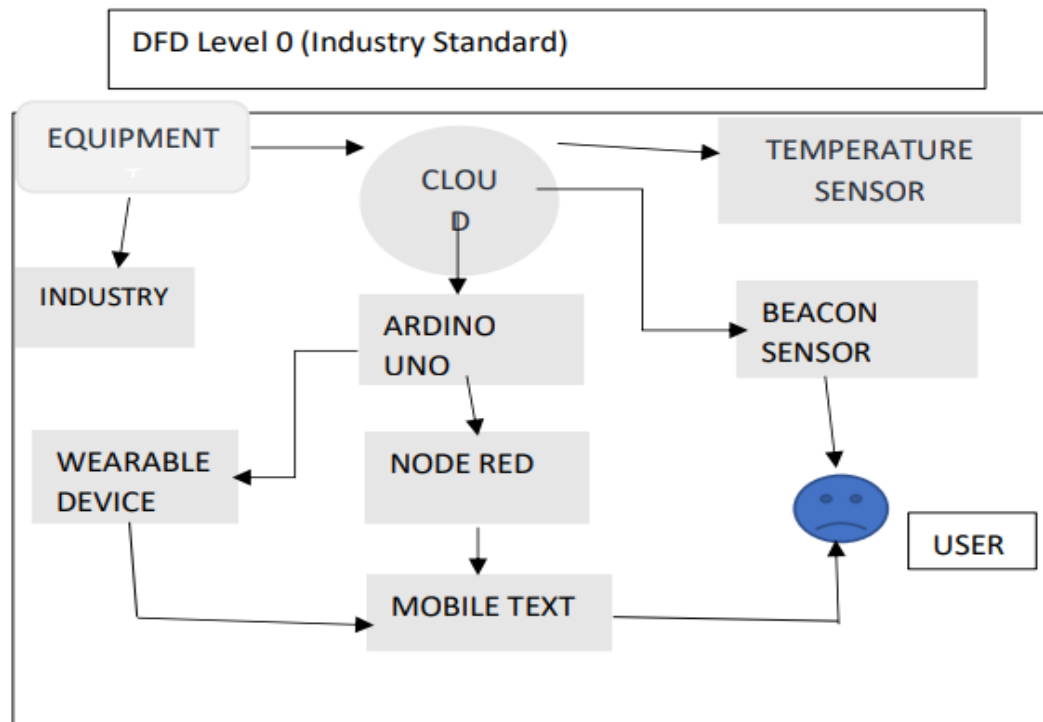 DFD Level 0 (Industry Standard)
EQUIPMENT
T
CLOU
D
TEMPERATURE
SENSOR
INDUSTRY
ARDINO
UNO
BEACON
SENSOR
WEARABLE
DEVICE
NODE RED
USER
MOBILE TEXT